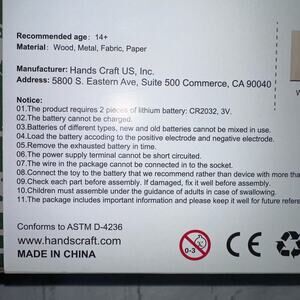 Recommended age: 14+
Material: Wood, Metal, Fabric, Paper
Manufacturer: Hands Craft US, Inc.
Address: 5800 S. Eastern Ave, Suite 500 Commerce, CA 90040
Notice:
01.The product requires 2 pieces of lithium battery: CR2032, 3V.
02.The battery cannot be charged.
03.Batteries of different types, new and old batteries cannot be mixed in use.
04.Load the battery according to the positive electrode and negative electrode.
05.Remove the exhausted battery in time.
06.The power supply terminal cannot be short circuited.
07.The wire in the package cannot be connected in to the socket.
08.Connect the toy to the battery that we recommend rather than device with more than
09.Check each part before assembly. If damaged, fix it well before assembly.
10.Children must assemble under the guidance of adults in case of swallowing.
11.The package includes important information and please keep it well for future refer
Conforms to ASTM D-4236
www.handscraft.com
MADE IN CHINA
0-3
CE